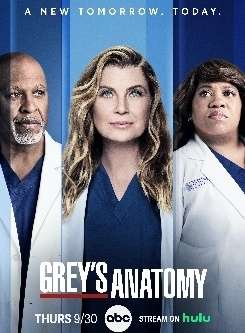 A NEW TOMORROW. TODAY.
GREY'S ANATOMY
THURS 9/30 abc STREAM ON hulu